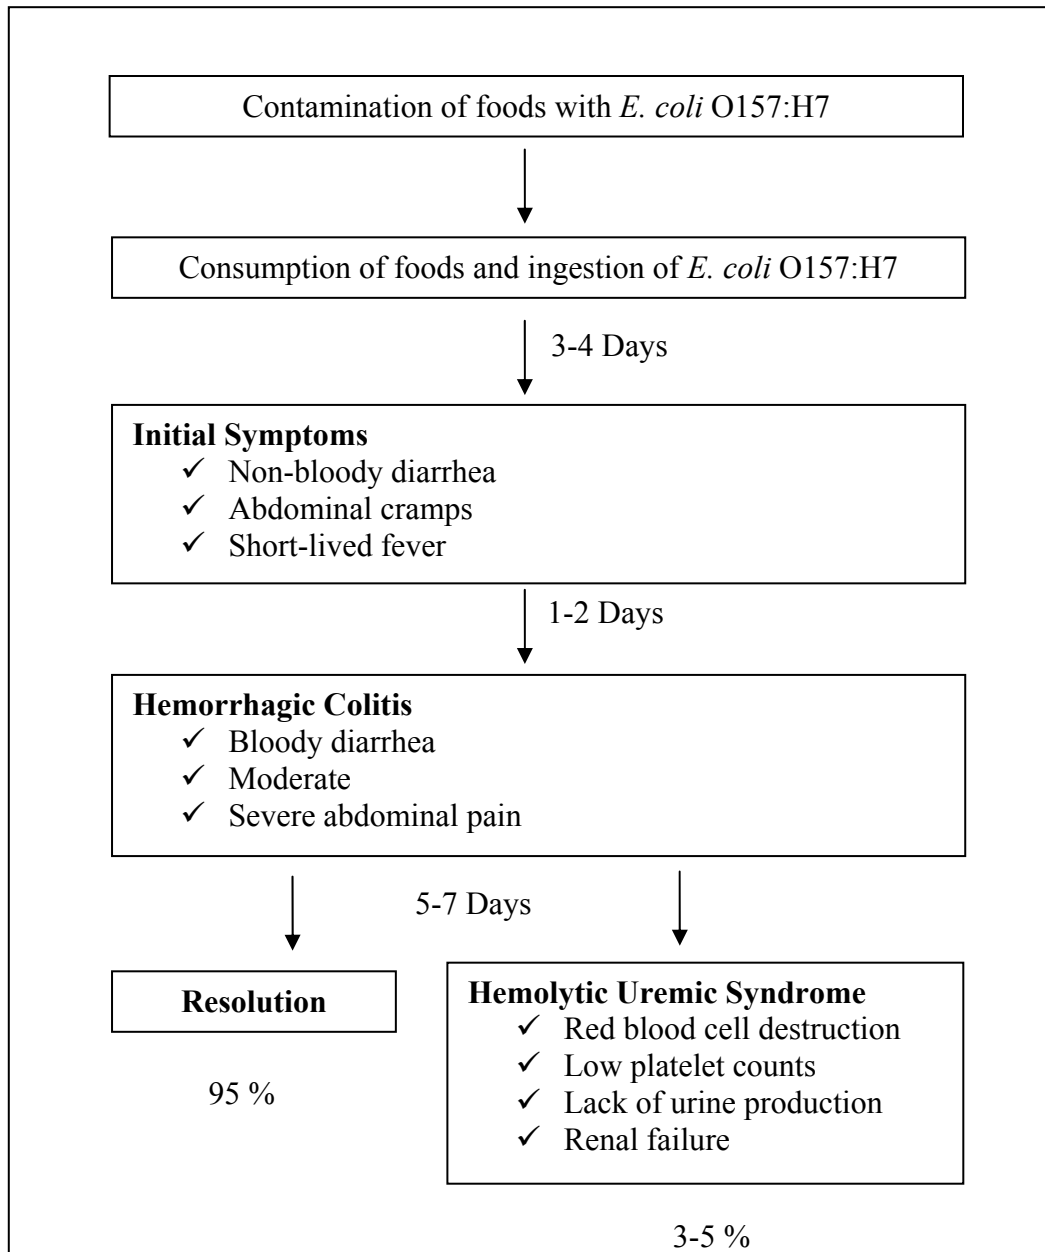 Contamination of foods with E. coli O157:H7
Consumption of foods and ingestion of E. coli O157:H7
3-4 Days
Initial Symptoms
✓ Non-bloody diarrhea
✓ Abdominal cramps
✓ Short-lived fever
1-2 Days
Hemorrhagic Colitis
✓ Bloody diarrhea
✓ Moderate
✓ Severe abdominal pain
5-7 Days
Resolution
95 %
Hemolytic Uremic Syndrome
✓ Red blood cell destruction
✓ Low platelet counts
✓ Lack of urine production
✓ Renal failure
3-5 %